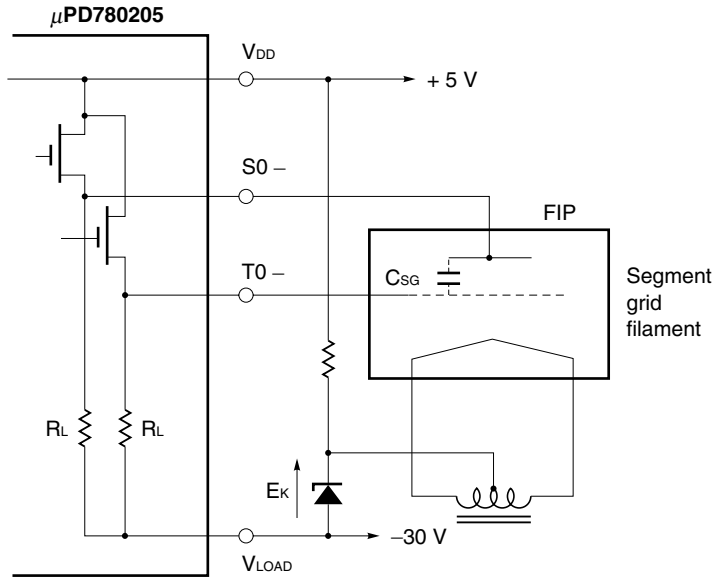 μPD780205
VDD
+ 5 V
S0 –
FIP
CSG
T0 –
Segment
grid
filament
RL
RL
EK
–30 V
VLOAD